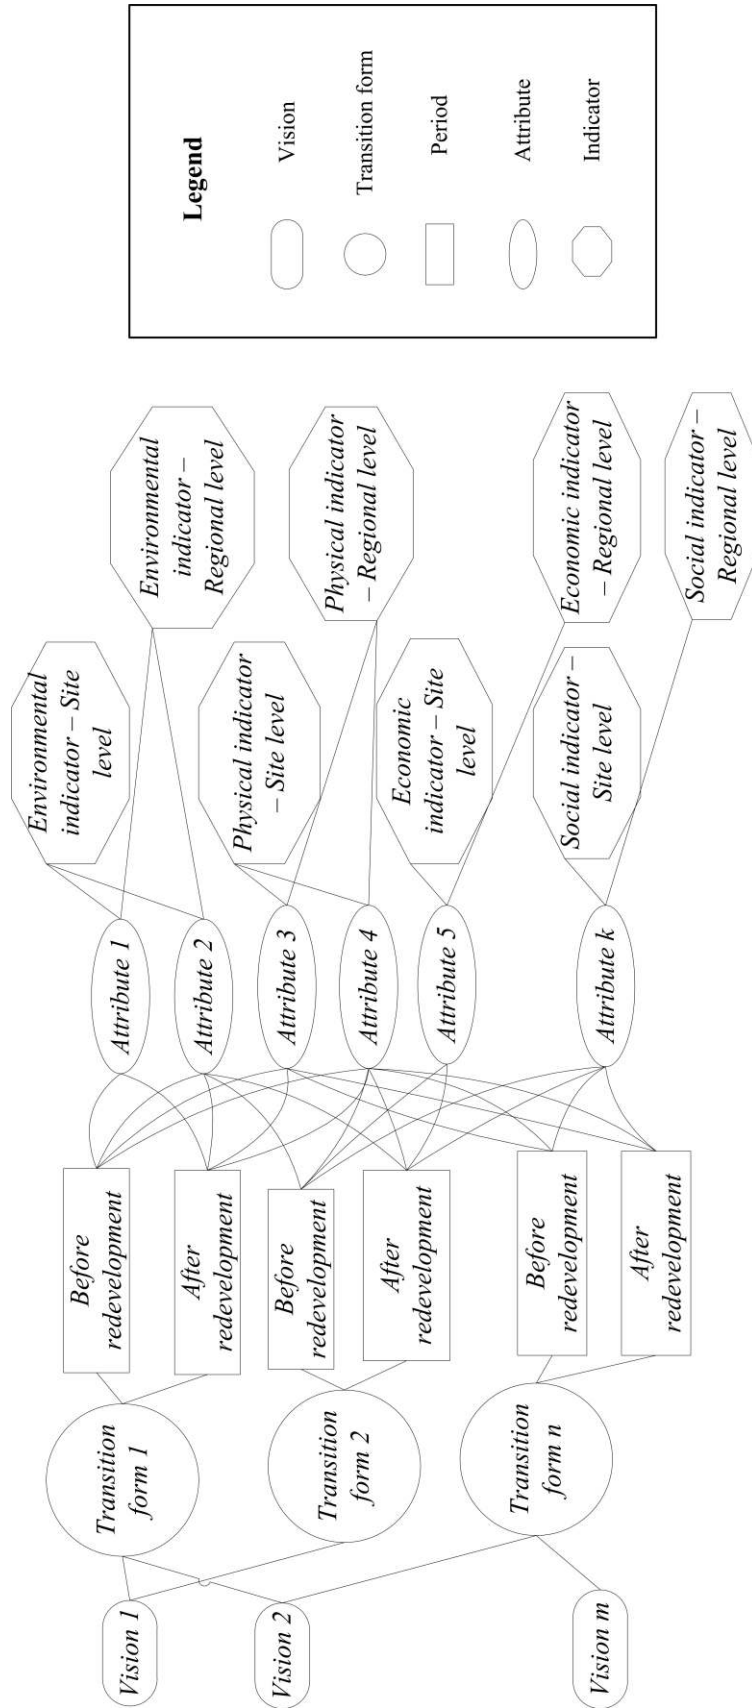 Vision 1
Vision 2
Vision m
Transition
form 1
Transition
form 2
Transition
form n
Before
redevelopment
After
redevelopment
Before
redevelopment
After
redevelopment
Before
redevelopment
After
redevelopment
Attribute 1
Attribute 2
Attribute 3
Attribute 4
Attribute 5
Attribute k
Environmental
indicator – Site
level
Physical indicator
– Site level
Economic
indicator – Site
level
Social indicator –
Site level
Environmental
indicator –
Regional level
Physical indicator
– Regional level
Economic indicator
– Regional level
Social indicator –
Regional level
Legend
Vision
Transition form
Period
Attribute
Indicator